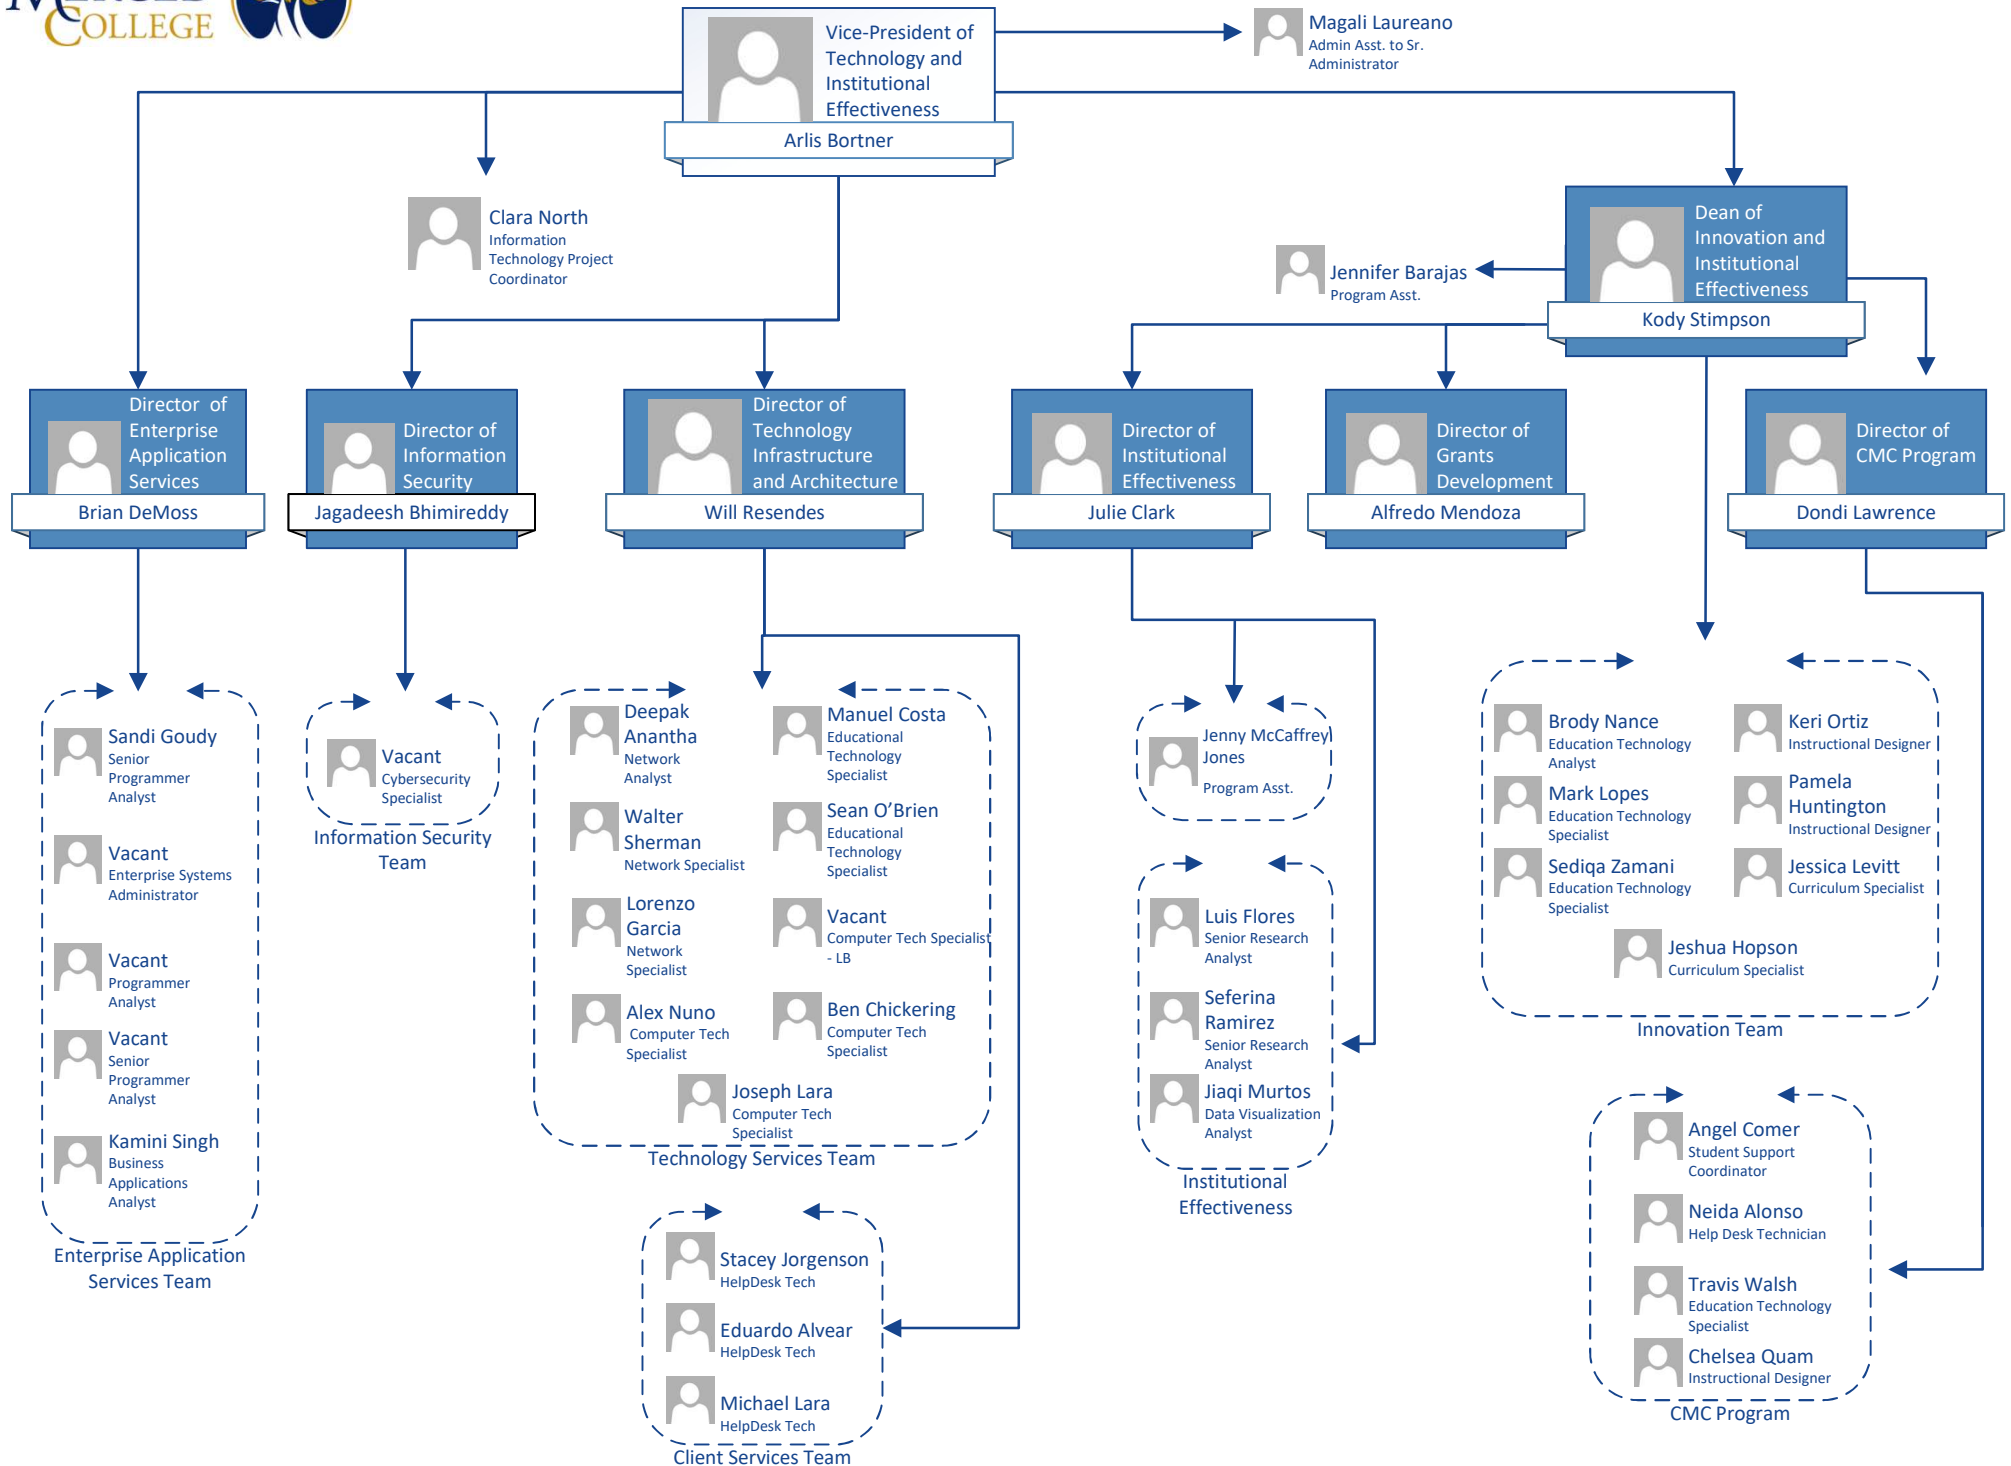 COLLEGE
Vice-President of
Technology and
Institutional
Effectiveness
Arlis Bortner
Magali Laureano
Admin Asst. to Sr.
Administrator
Clara North
Information
Technology Project
Coordinator
Dean of
Innovation and
Institutional
Effectiveness
Kody Stimpson
Jennifer Barajas
Program Asst.
Director of
Enterprise
Application
Services
Brian DeMoss
Director of
Information
Security
Jagadeesh Bhimireddy
Director of
Technology
Infrastructure
and Architecture
Will Resendes
Director of
Institutional
Effectiveness
Julie Clark
Director of
Grants
Development
Alfredo Mendoza
Director of
CMC Program
Dondi Lawrence
Sandi Goudy
Senior
Programmer
Analyst
Vacant
Enterprise Systems
Administrator
Vacant
Programmer
Analyst
Vacant
Senior
Programmer
Analyst
Kamini Singh
Business
Applications
Analyst
Enterprise Application
Services Team
Vacant
Cybersecurity
Specialist
Information Security
Team
Deepak
Anantha
Network
Analyst
Walter
Sherman
Network Specialist
Lorenzo
Garcia
Network
Specialist
Alex Nuno
Computer Tech
Specialist
Manuel Costa
Educational
Technology
Specialist
Sean O’Brien
Educational
Technology
Specialist
Vacant
Computer Tech Specialist
- LB
Ben Chickering
Computer Tech
Specialist
Joseph Lara
Computer Tech
Specialist
Technology Services Team
Stacey Jorgenson
HelpDesk Tech
Eduardo Alvear
HelpDesk Tech
Michael Lara
HelpDesk Tech
Client Services Team
Jenny McCaffrey
Jones
Program Asst.
Luis Flores
Senior Research
Analyst
Seferina
Ramirez
Senior Research
Analyst
Jiaqi Murtos
Data Visualization
Analyst
Institutional
Effectiveness
Brody Nance
Education Technology
Analyst
Mark Lopes
Education Technology
Specialist
Sediqa Zamani
Education Technology
Specialist
Keri Ortiz
Instructional Designer
Pamela
Huntington
Instructional Designer
Jessica Levitt
Curriculum Specialist
Jeshua Hopson
Curriculum Specialist
Innovation Team
Angel Comer
Student Support
Coordinator
Neida Alonso
Help Desk Technician
Travis Walsh
Education Technology
Specialist
Chelsea Quam
Instructional Designer
CMC Program